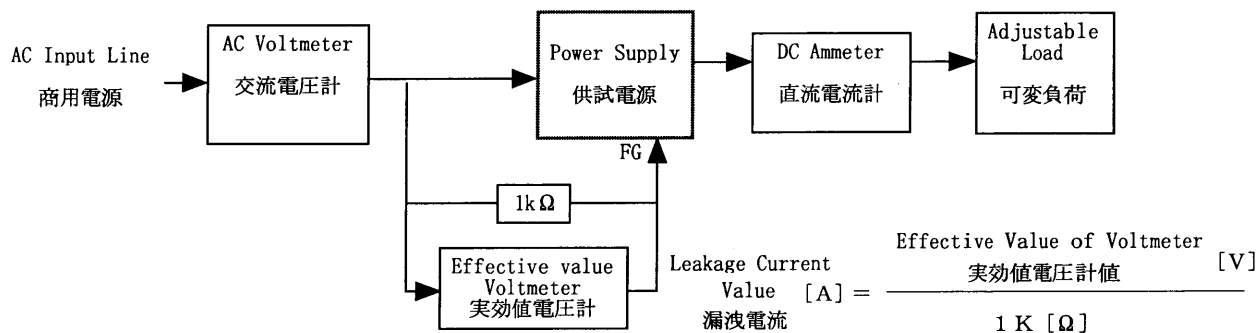 AC Input Line
商用電源
AC Voltmeter
交流電圧計
Power Supply
供試電源
DC Ammeter
直流電流計
Adjustable
Load
可変負荷
FG
1kΩ
Effective value
Voltmeter
実効値電圧計
Leakage Current
Value [A] =
漏洩電流
Effective Value of Voltmeter
実効値電圧計値 [V]
1 K [Ω]